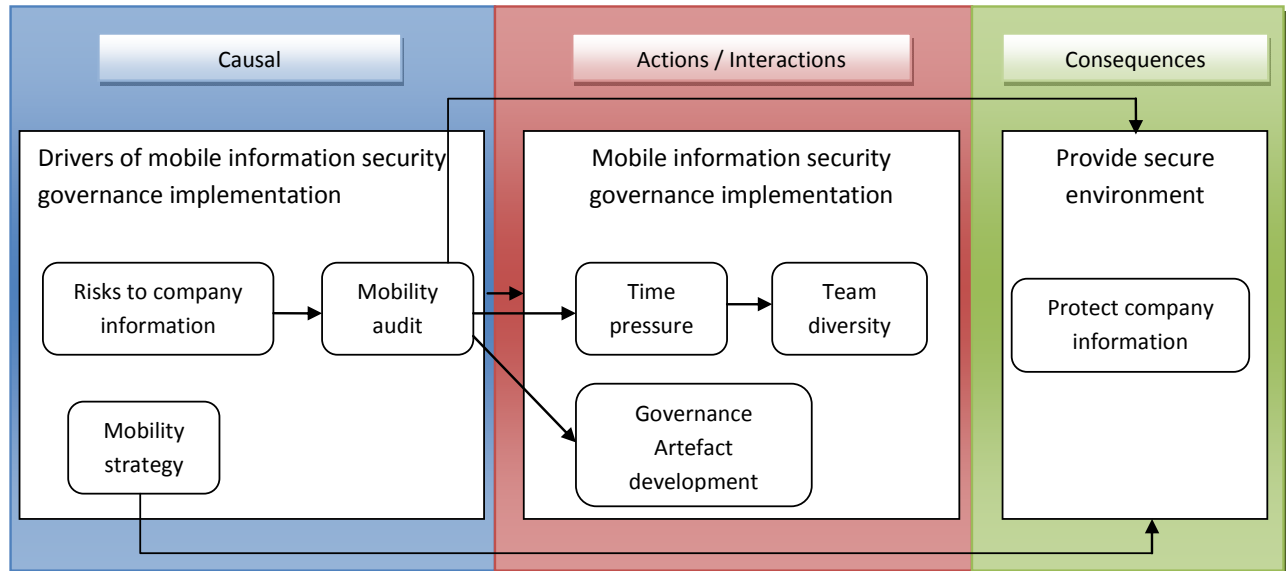 Causal
Actions / Interactions
Consequences
Drivers of mobile information security
governance implementation
Mobile information security
governance implementation
Provide secure
environment
Risks to company
information
Mobility
audit
Time
pressure
Team
diversity
Protect company
information
Mobility
strategy
Governance
Artefact
development